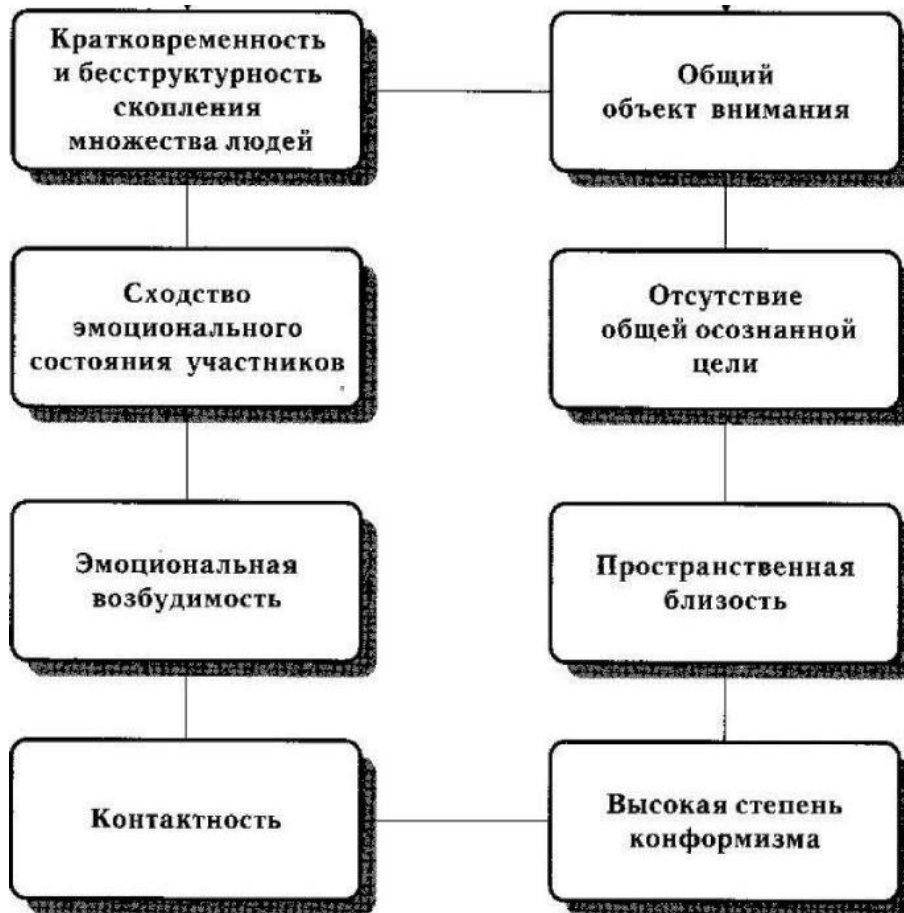 Кратковременность
и бесструктурность
скопления
множества людей
Общий
объект внимания
Сходство
эмоционального
состояния участников
Отсутствие
общей осознанной
цели
Эмоциональная
возбудимость
Пространственная
близость
Контактность
Высокая степень
конформизма